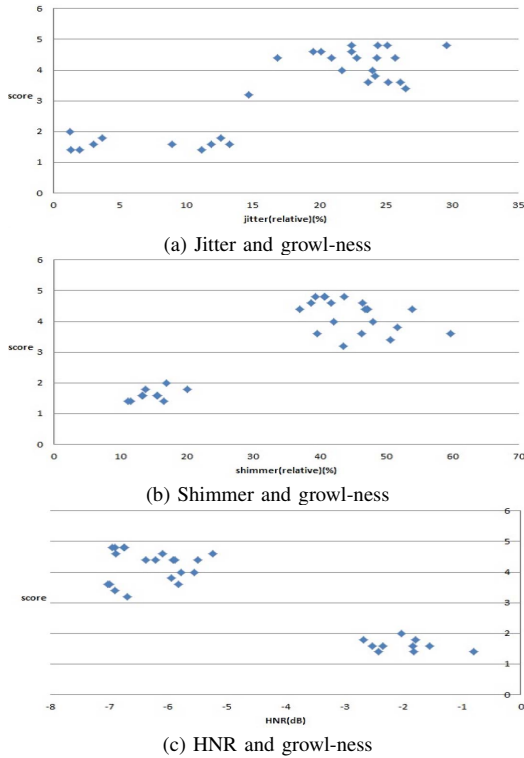 6
5
4
score
3
2
1
0
0 5 10 15 20 25 30 35
jitter(relative)(%)
(a) Jitter and growl-ness
6
5
4
score
3
2
1
0
0 10 20 30 40 50 60 70
shimmer(relative)(%)
(b) Shimmer and growl-ness
6
5
4
score
3
2
1
0
-8 -7 -6 -5 -4 -3 -2 -1 0
HNR(dB)
(c) HNR and growl-ness